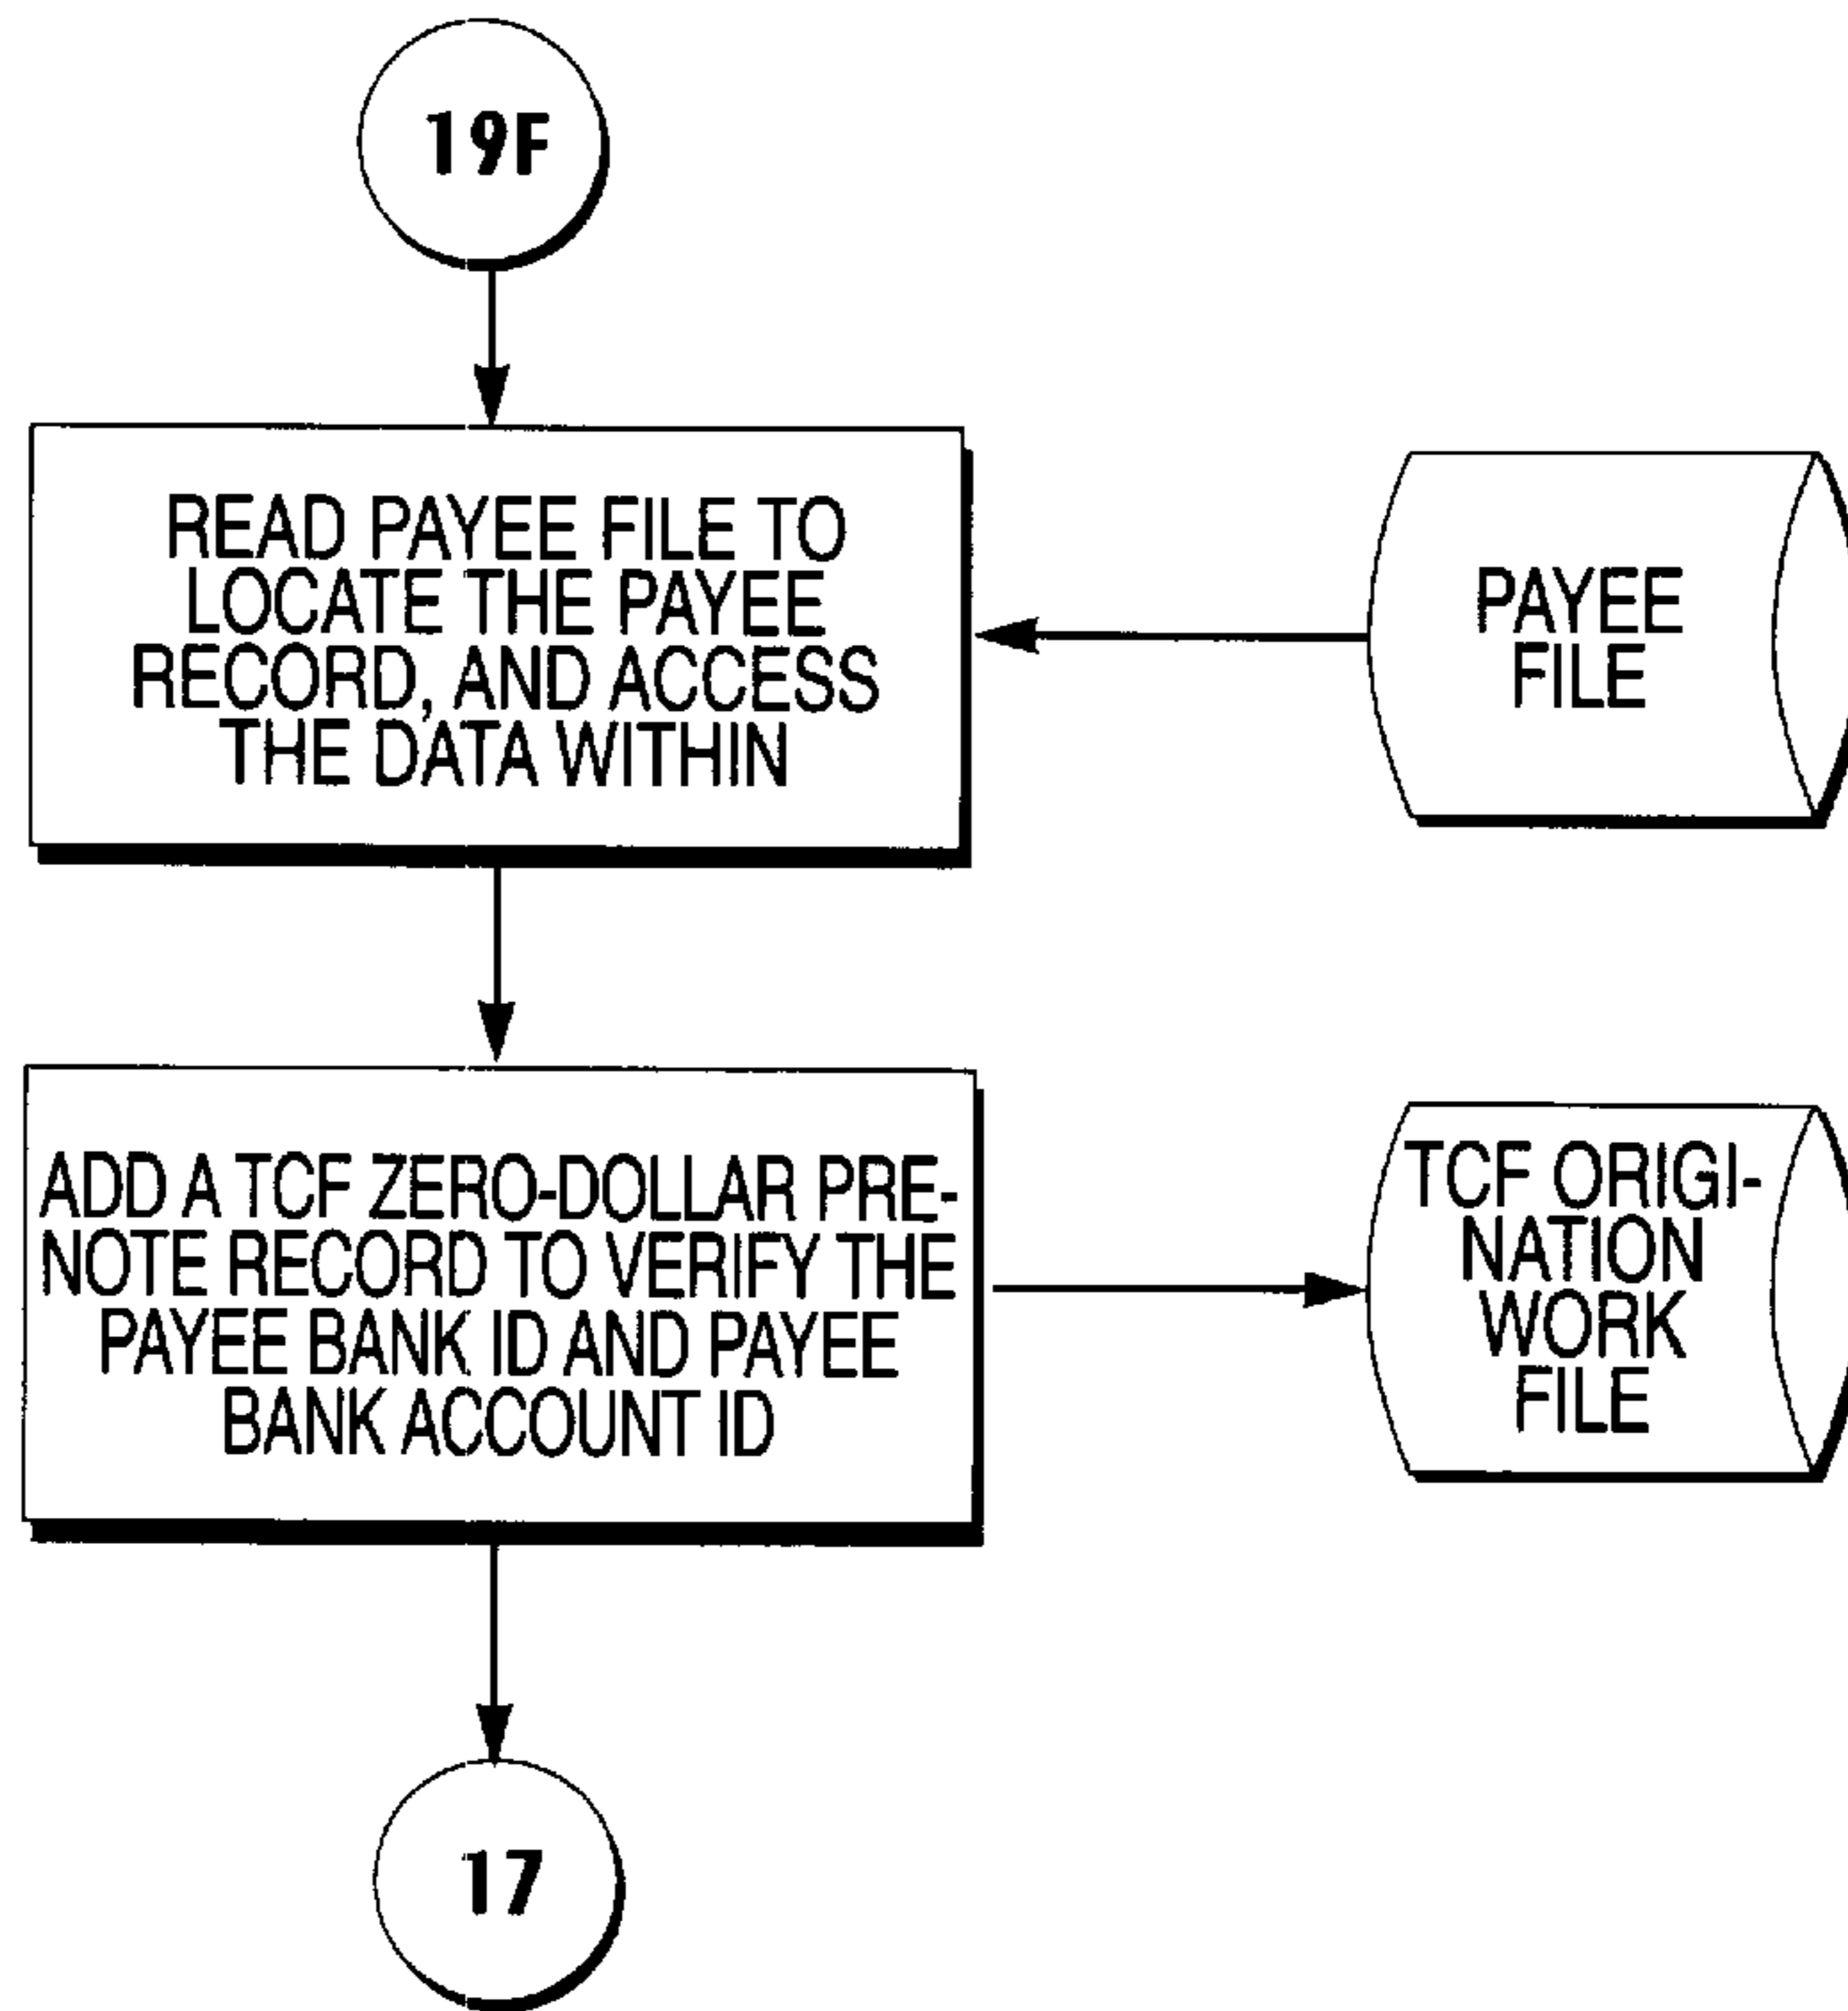 19F
READ PAYEE FILE TO
LOCATE THE PAYEE
RECORD, AND ACCESS
THE DATA WITHIN
PAYEE
FILE
ADD A TCF ZERO-DOLLAR PRE-
NOTE RECORD TO VERIFY THE
PAYEE BANK ID AND PAYEE
BANK ACCOUNT ID
TCF ORIGI-
NATION
WORK
FILE
17